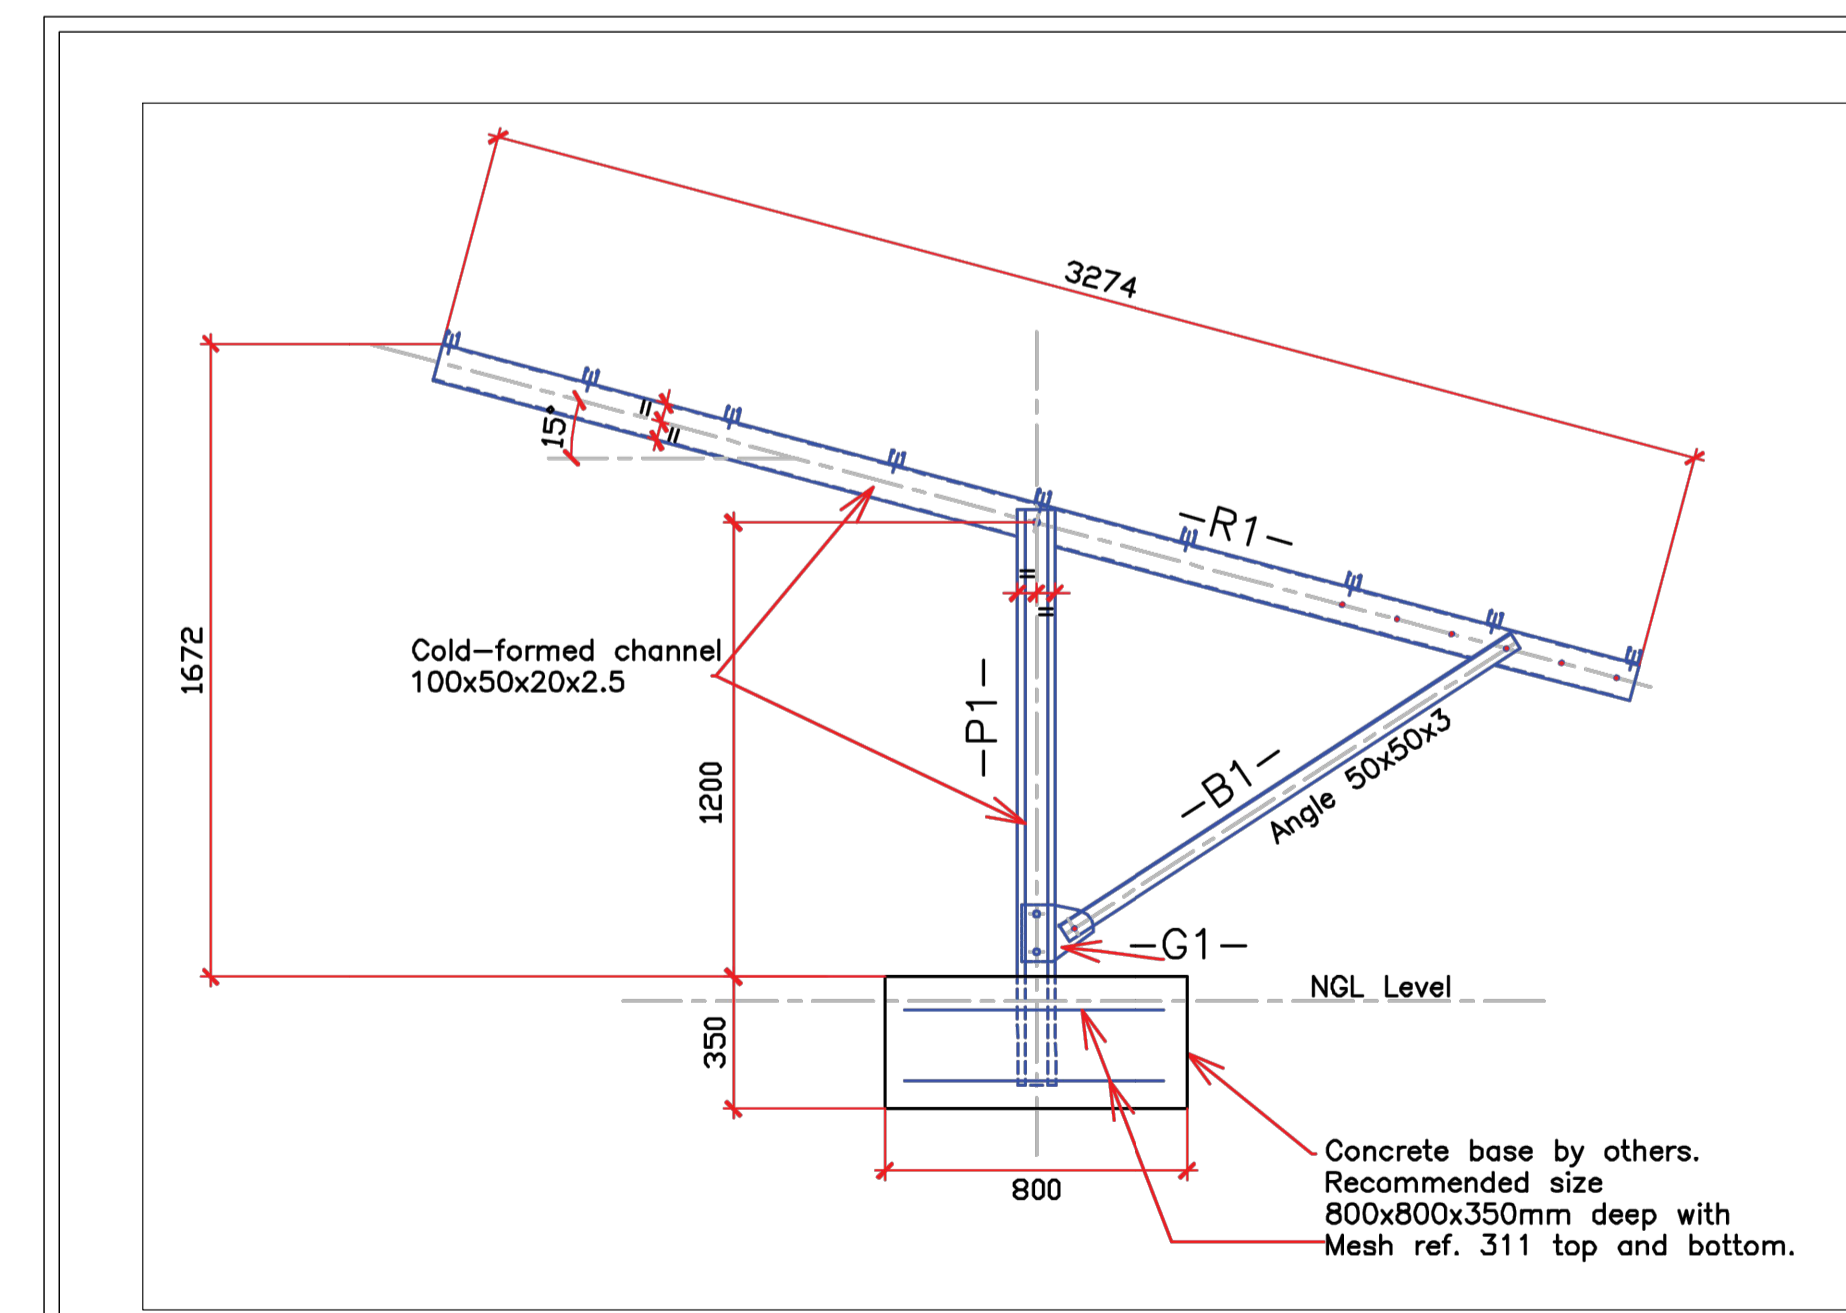 3274
15°
=
=
-R1-
=
=
Cold-formed channel
100x50x20x2.5
1672
-P1-
1200
-B1-
Angle 50x50x3
-G1-
NGL Level
350
800
Concrete base by others.
Recommended size
800x800x350mm deep with
Mesh ref. 311 top and bottom.